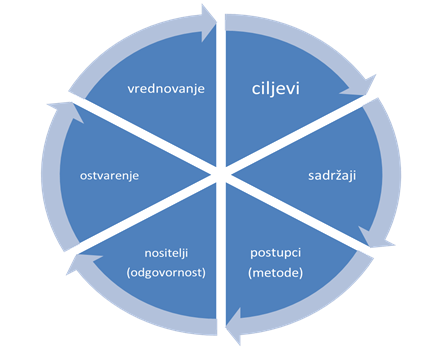 ciljevi
sadržaji
postupci
(metode)
nositelji
(odgovornost)
ostvarenje
vrednovanje